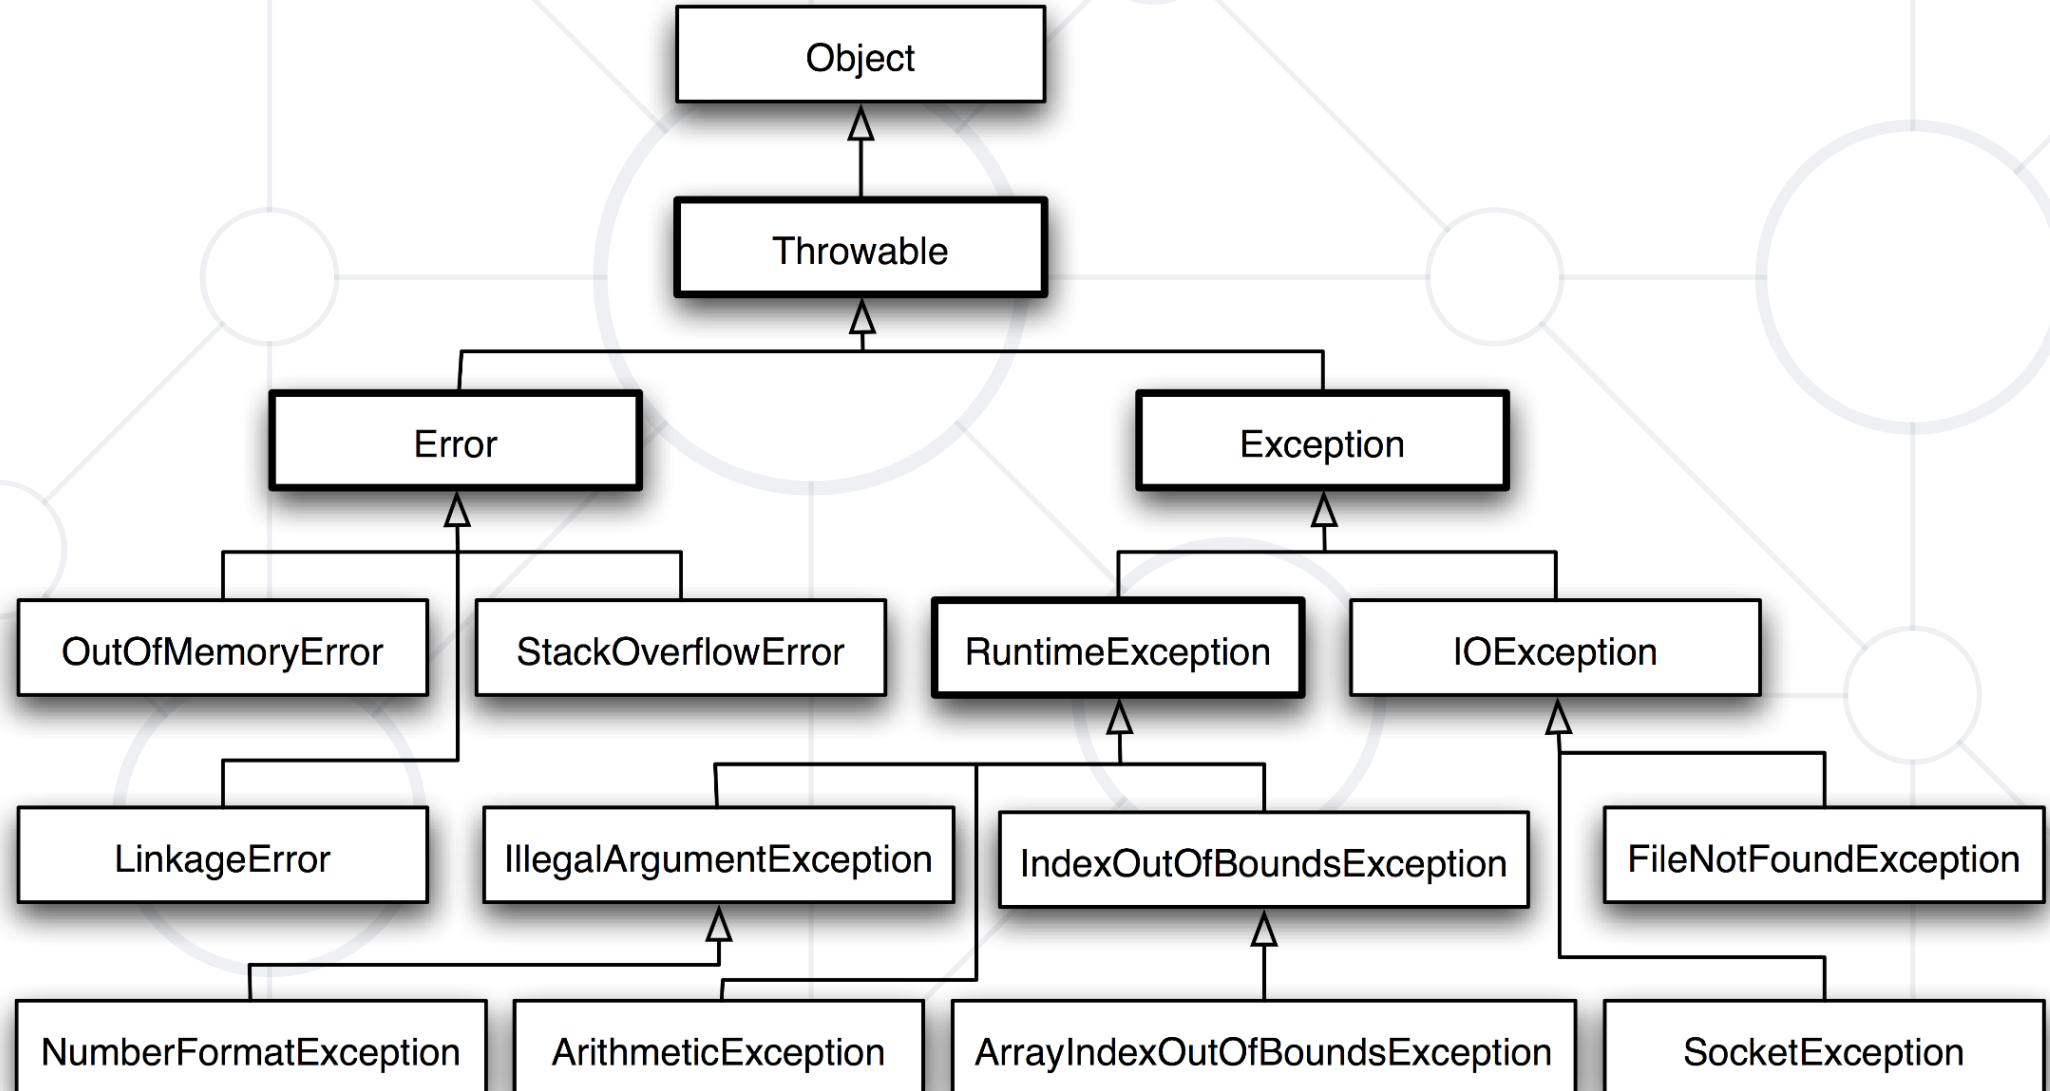 Object
Throwable
Error
Exception
OutOfMemoryError
StackOverflowError
RuntimeException
IOException
LinkageError
IllegalArgumentException
IndexOutOfBoundsException
FileNotFoundException
NumberFormatException
ArithmeticException
ArrayIndexOutOfBoundsException
SocketException